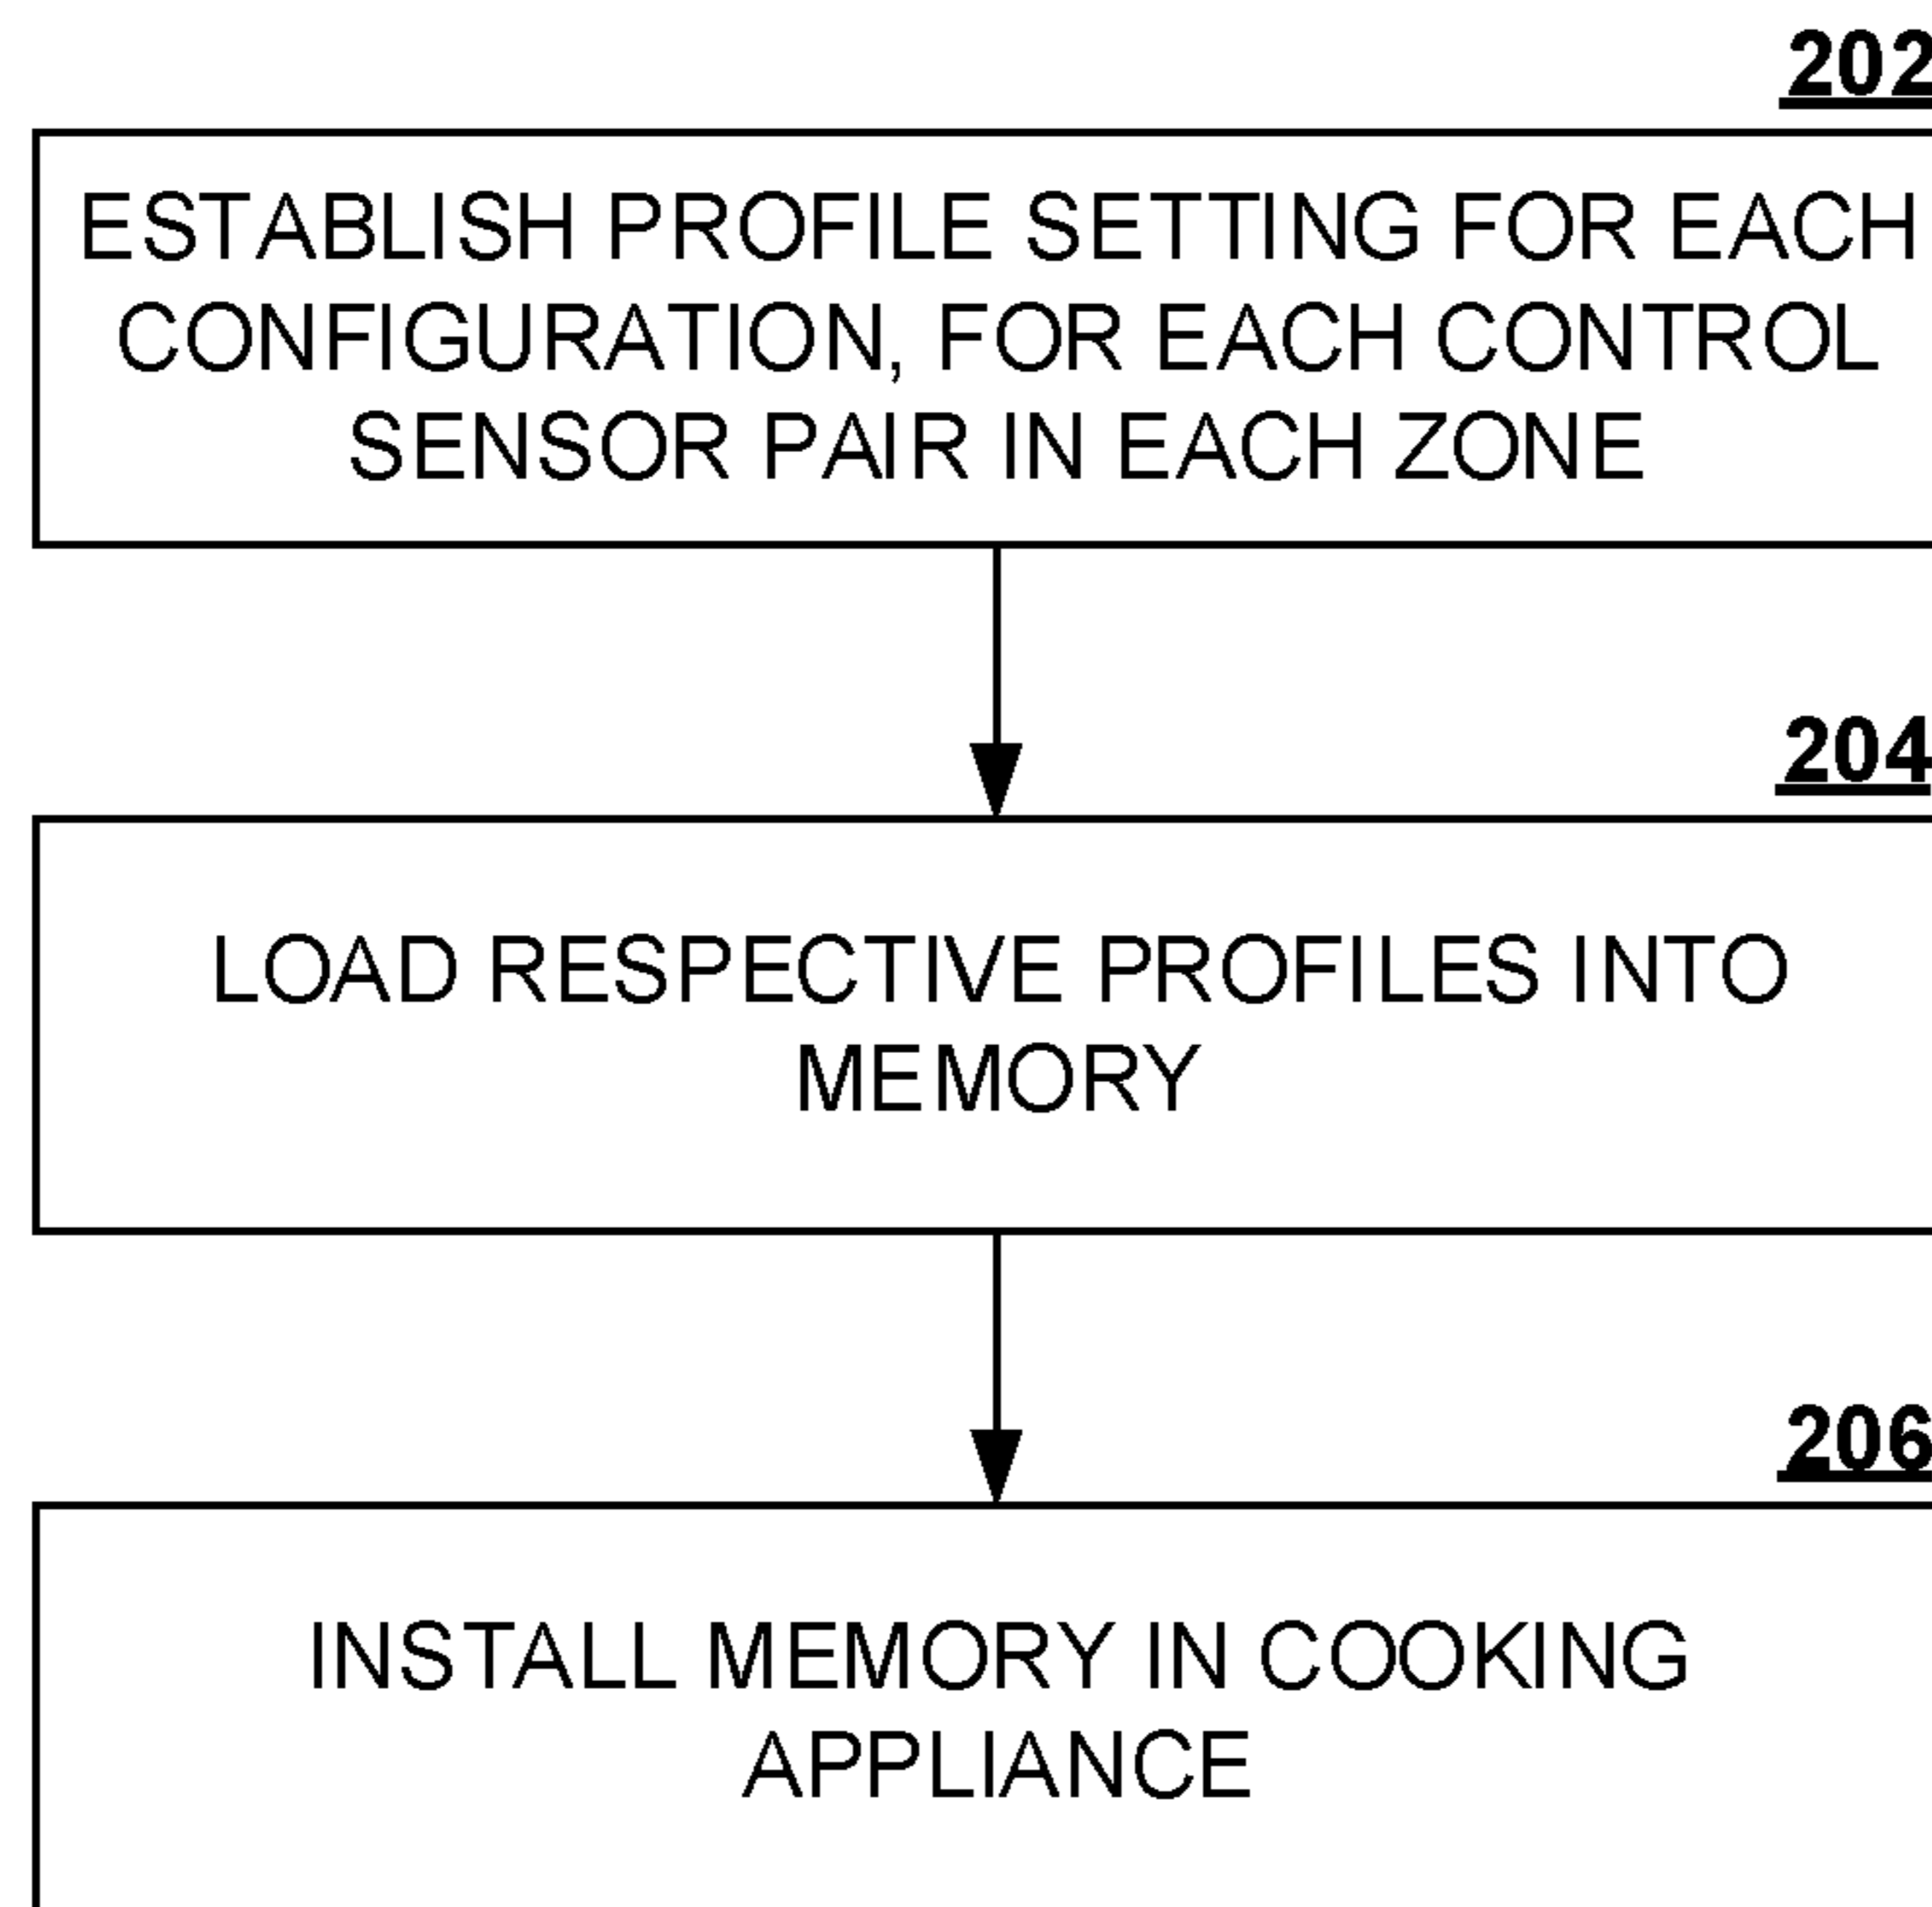 202
ESTABLISH PROFILE SETTING FOR EACH
CONFIGURATION, FOR EACH CONTROL
SENSOR PAIR IN EACH ZONE
204
LOAD RESPECTIVE PROFILES INTO
MEMORY
206
INSTALL MEMORY IN COOKING
APPLIANCE